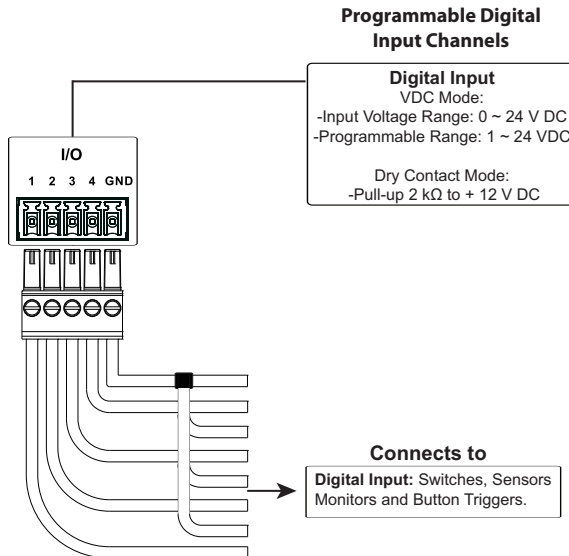 Programmable Digital
Input Channels
Digital Input
VDC Mode:
-Input Voltage Range: 0 ~ 24 V DC
-Programmable Range: 1 ~ 24 VDC
Dry Contact Mode:
-Pull-up 2 kΩ to + 12 V DC
I/O
1 2 3 4 GND
Connects to
Digital Input: Switches, Sensors
Monitors and Button Triggers.